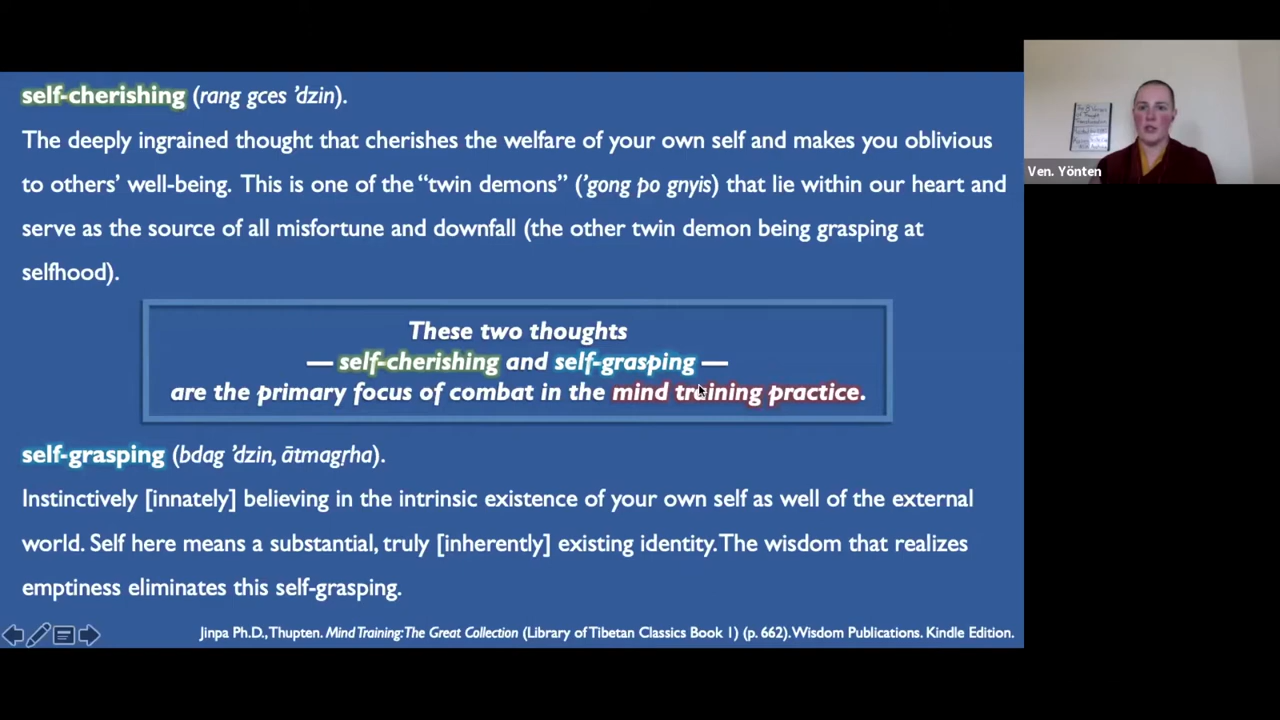 self-cherishing (rang gces ’dzin).
The deeply ingrained thought that cherishes the welfare of your own self and makes you oblivious
to others’ well-being. This is one of the “twin demons” (’gong po gnyis) that lie within our heart and
serve as the source of all misfortune and downfall (the other twin demon being grasping at
selfhood).
These two thoughts
— self-cherishing and self-grasping —
are the primary focus of combat in the mind training practice.
self-grasping (bdag ’dzin, ātmagṛha).
Instinctively [innately] believing in the intrinsic existence of your own self as well of the external
world. Self here means a substantial, truly [inherently] existing identity. The wisdom that realizes
emptiness eliminates this self-grasping.
Jinpa Ph.D., Thupten. Mind Training: The Great Collection (Library of Tibetan Classics Book 1) (p. 662). Wisdom Publications. Kindle Edition.
The 8 Verses
of Thought
Transformation
Ven. Yönten